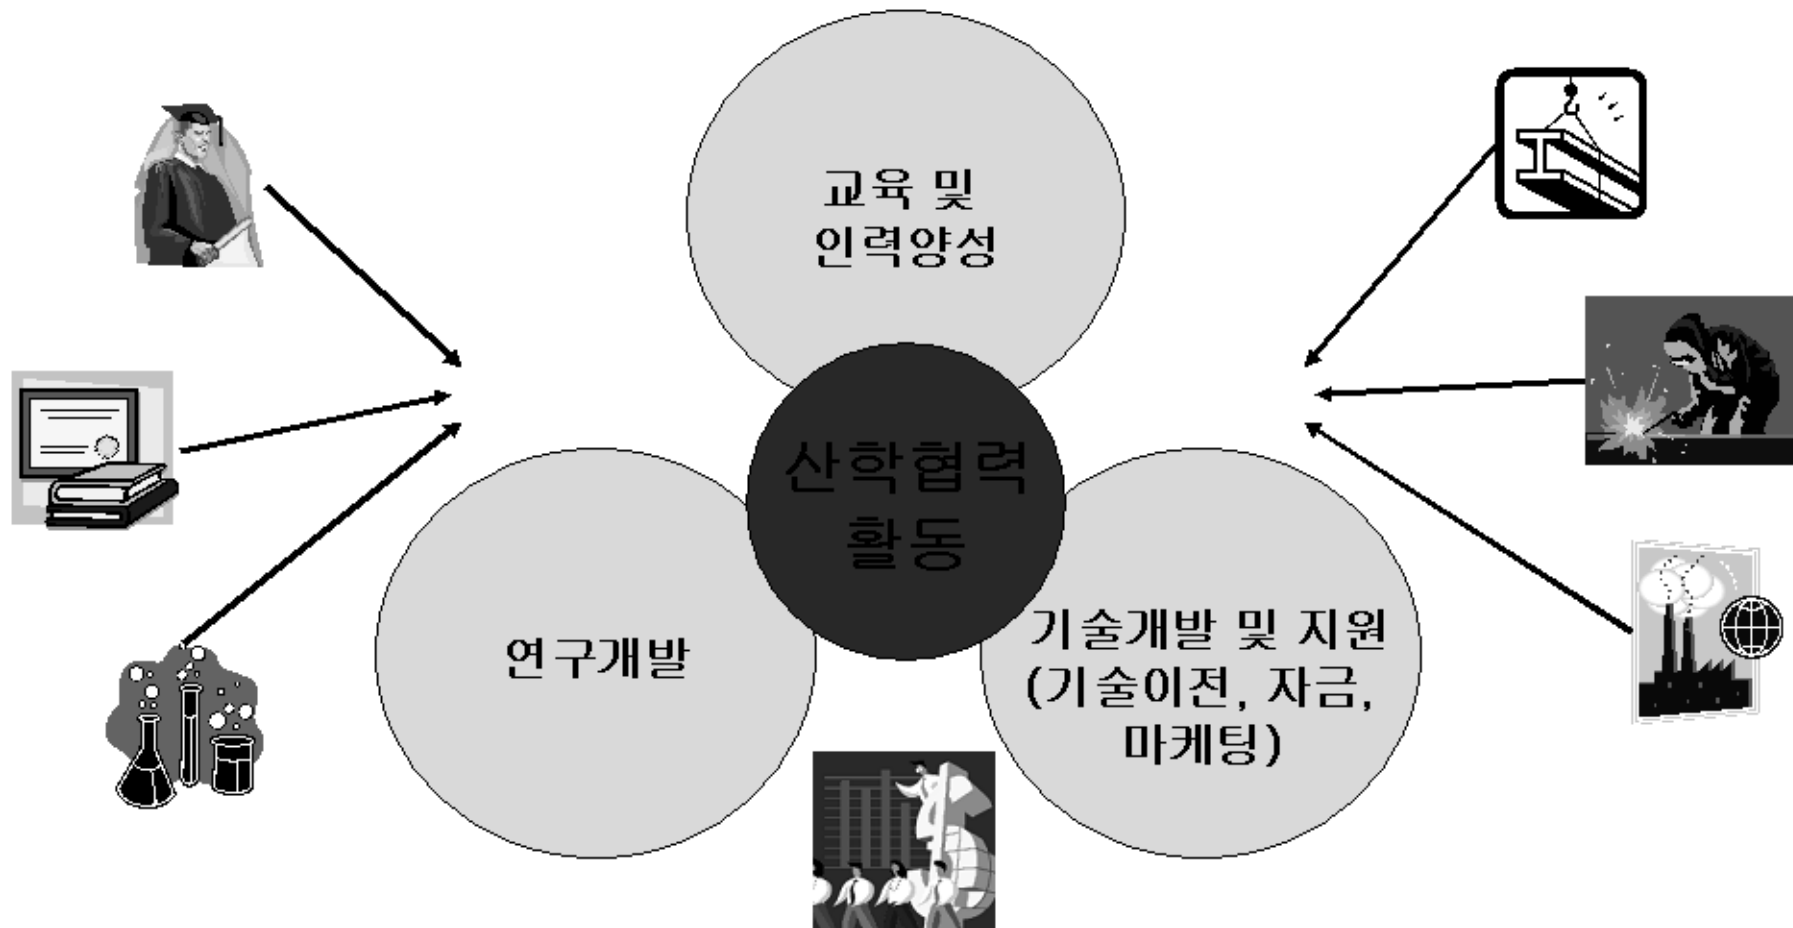 교육 및
인력양성
산학협력
활동
연구개발
기술개발 및 지원
(기술이전, 자금,
마케팅)